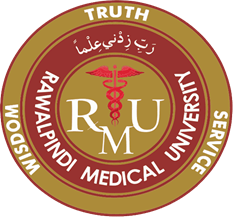 TRUTH
WISDOM
SERVICE
رَبِّ زِدْنِي عِلْمًا
RAWALPINDI MEDICAL UNIVERSITY
RMU